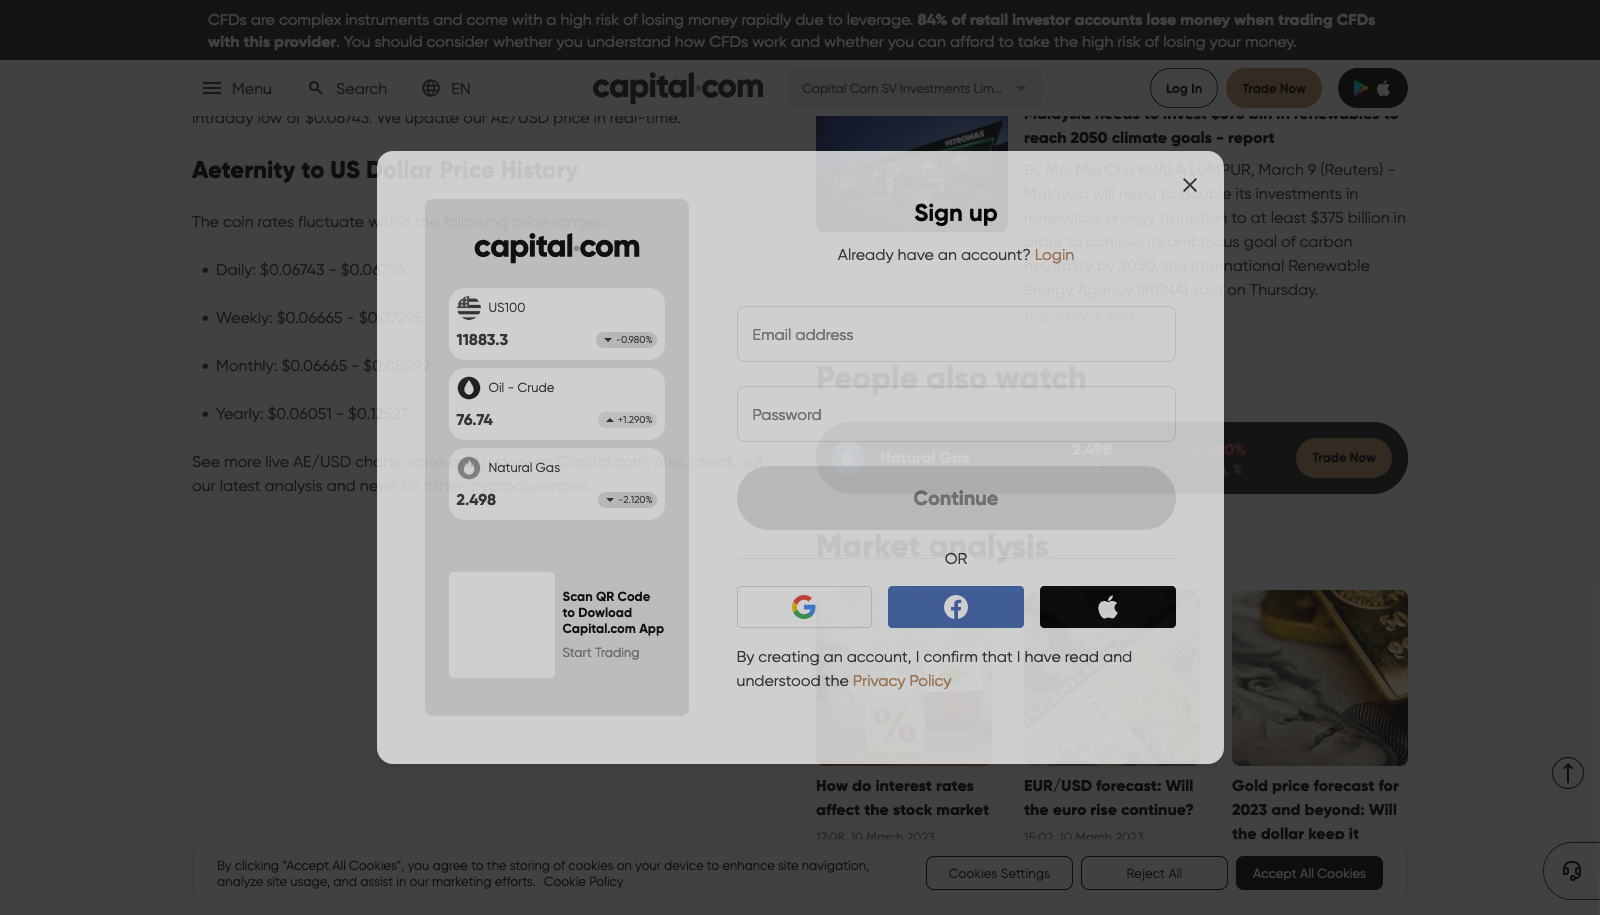 CFDs are complex instruments and come with a high risk of losing money rapidly due to leverage. 84% of retail investor accounts lose money when trading CFDs
with this provider. You should consider whether you understand how CFDs work and whether you can afford to take the high risk of losing your money.
Menu
Search
EN
capital.com
Capital Com SV Investments Lim...
Log In
Trade Now
intraday low of $0.06743. We update our AE/USD price in real-time.
Aeternity to US Dollar Price History
The coin rates fluctuate within the following price ranges:
Daily: $0.06743 - $0.06754
Weekly: $0.06665 - $0.07295
Monthly: $0.06665 - $0.08092
Yearly: $0.06051 - $0.12527
See more live AE/USD charts, rates on Capital.com. Also, check out
our latest analysis and news for other cryptocurrencies.
PETRONAS
Malaysia needs to invest $375 bln in renewables to
reach 2050 climate goals - report
By Mei Mei Chu KUALA LUMPUR, March 9 (Reuters) -
Malaysia will need to double its investments in
renewable energy transition to at least $375 billion in
order to achieve its ambitious goal of carbon
neutrality by 2050, the International Renewable
Energy Agency (IRENA) said on Thursday.
11:28, 9 March 2023
People also watch
Natural Gas
2.498
Trade Now
Market analysis
%
How do interest rates
affect the stock market
17:08, 10 March 2023
EUR/USD forecast: Will
the euro rise continue?
15:02, 10 March 2023
Gold price forecast for
2023 and beyond: Will
the dollar keep it
capital.com
US100
11883.3
-0.980%
Oil - Crude
76.74
+1.290%
Natural Gas
2.498
-2.120%
Scan QR Code
to Dowload
Capital.com App
Start Trading
Sign up
Already have an account? Login
Email address
Password
Continue
OR
By creating an account, I confirm that I have read and
understood the Privacy Policy
By clicking “Accept All Cookies”, you agree to the storing of cookies on your device to enhance site navigation,
analyze site usage, and assist in our marketing efforts. Cookie Policy
Cookies Settings
Reject All
Accept All Cookies